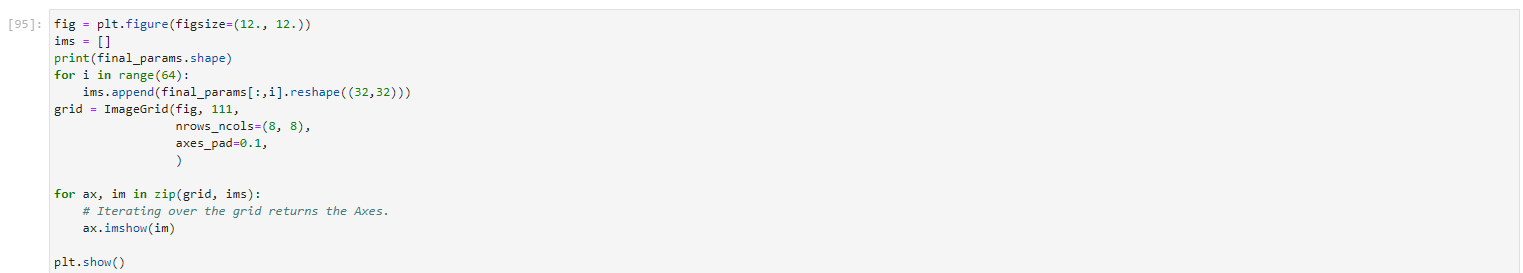 [95]: fig = plt.figure(figsize=(12., 12.))
ims = []
print(final_params.shape)
for i in range(64):
    ims.append(final_params[:,i].reshape((32,32)))
grid = ImageGrid(fig, 111,
                 nrows_ncols=(8, 8),
                 axes_pad=0.1,
                 )

for ax, im in zip(grid, ims):
    # Iterating over the grid returns the Axes.
    ax.imshow(im)

plt.show()